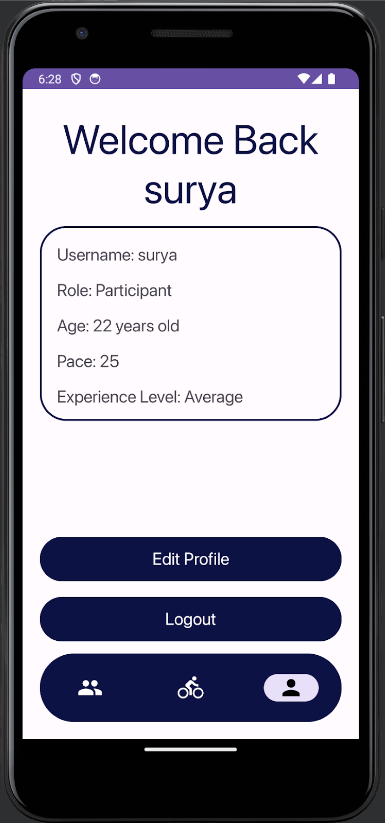 6:28
Welcome Back
surya
Username: surya
Role: Participant
Age: 22 years old
Pace: 25
Experience Level: Average
Edit Profile
Logout